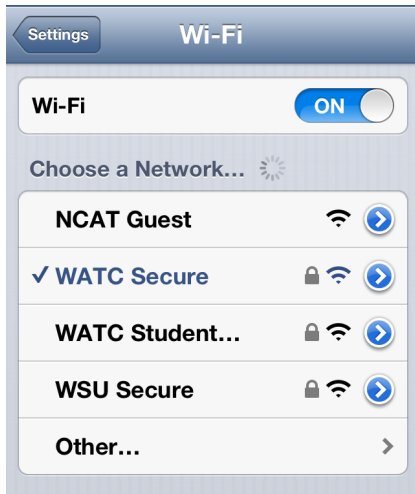 Settings
Wi-Fi
Wi-Fi ON
Choose a Network...
NCAT Guest
WATC Secure
WATC Student...
WSU Secure
Other...